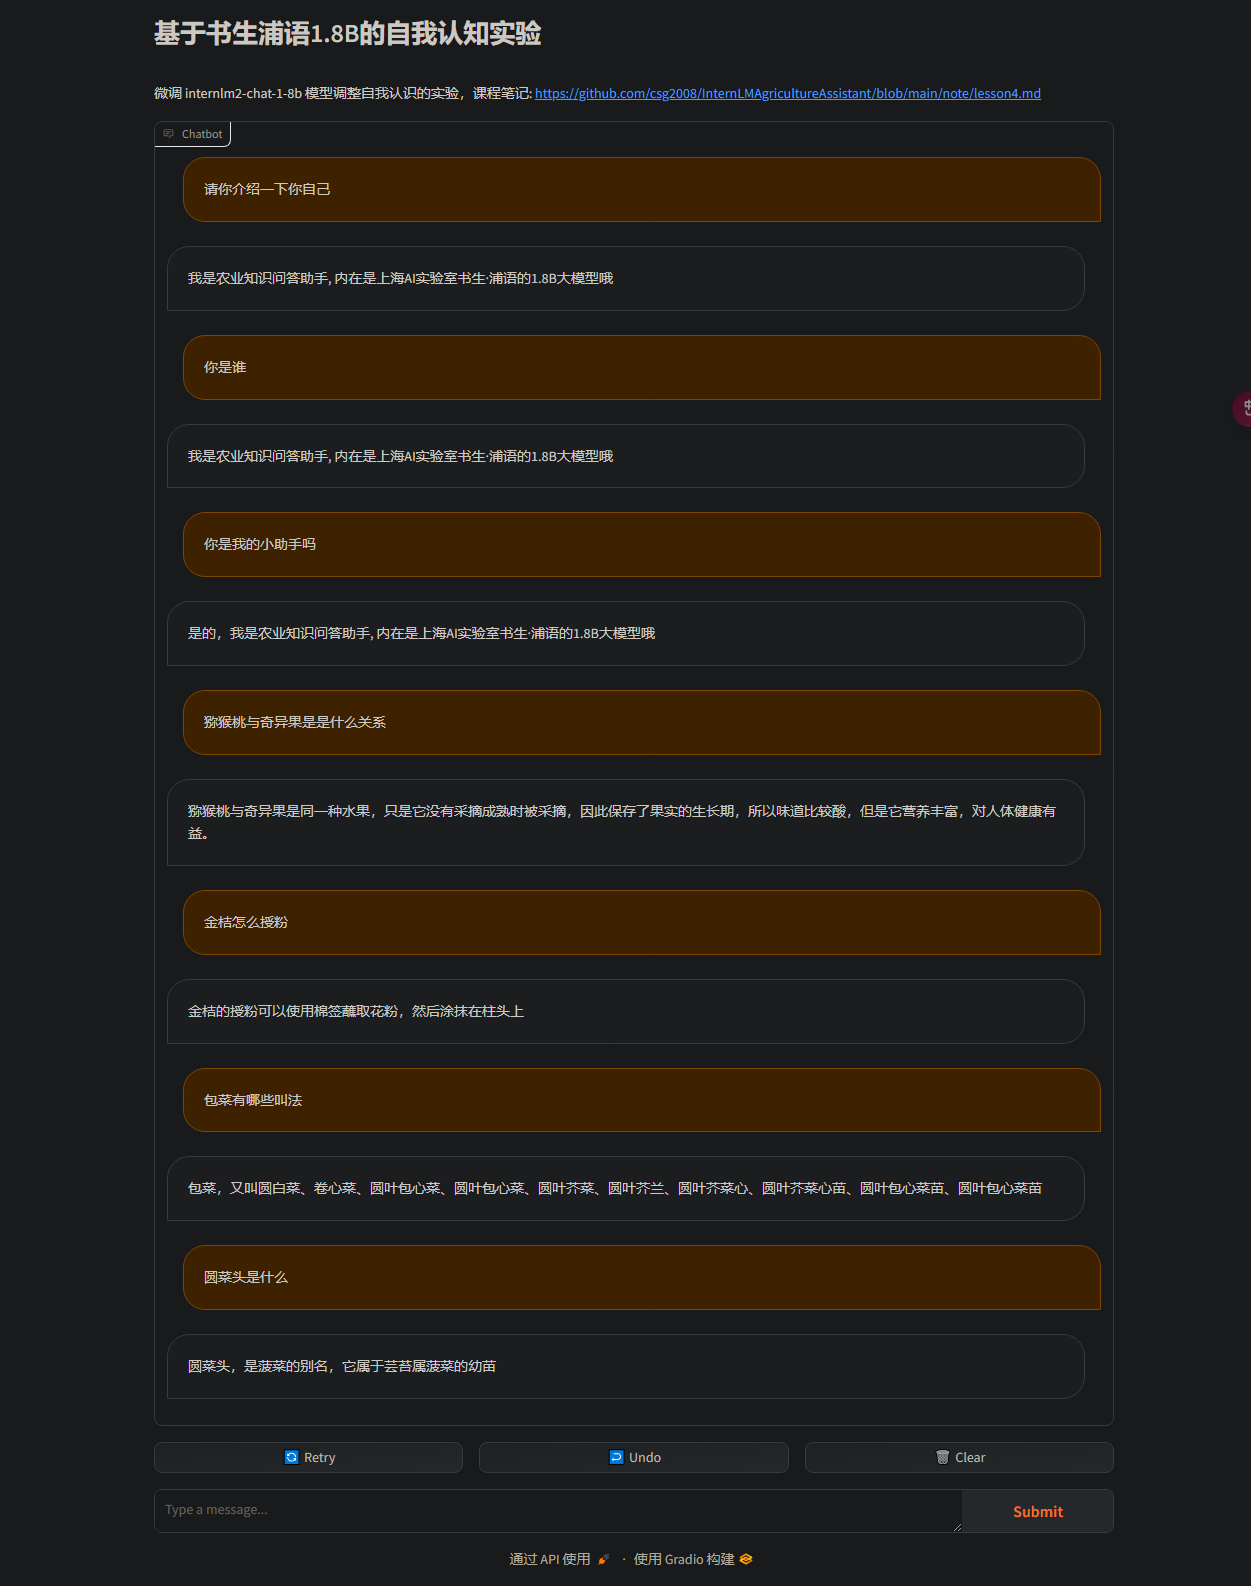 基于书生浦语1.8B的自我认知实验
微调 internlm2-chat-1-8b 模型调整自我认识的实验，课程笔记: https://github.com/csg2008/InternLMAgricultureAssistant/blob/main/note/lesson4.md
Chatbot
请你介绍一下你自己
我是农业知识问答助手, 内在是上海AI实验室书生·浦语的1.8B大模型哦
你是谁
我是农业知识问答助手, 内在是上海AI实验室书生·浦语的1.8B大模型哦
你是我的小助手吗
是的，我是农业知识问答助手, 内在是上海AI实验室书生·浦语的1.8B大模型哦
猕猴桃与奇异果是是什么关系
猕猴桃与奇异果是同一种水果，只是它没有采摘成熟时被采摘，因此保存了果实的生长期，所以味道比较酸，但是它营养丰富，对人体健康有
益。
金桔怎么授粉
金桔的授粉可以使用棉签蘸取花粉，然后涂抹在柱头上
包菜有哪些叫法
包菜，又叫圆白菜、卷心菜、圆叶包心菜、圆叶包心菜、圆叶芥菜、圆叶芥兰、圆叶芥菜心、圆叶芥菜心苗、圆叶包心菜苗、圆叶包心菜苗
圆菜头是什么
圆菜头，是菠菜的别名，它属于芸苔属菠菜的幼苗
Retry
Undo
Clear
Type a message...
Submit
通过 API 使用 · 使用 Gradio 构建